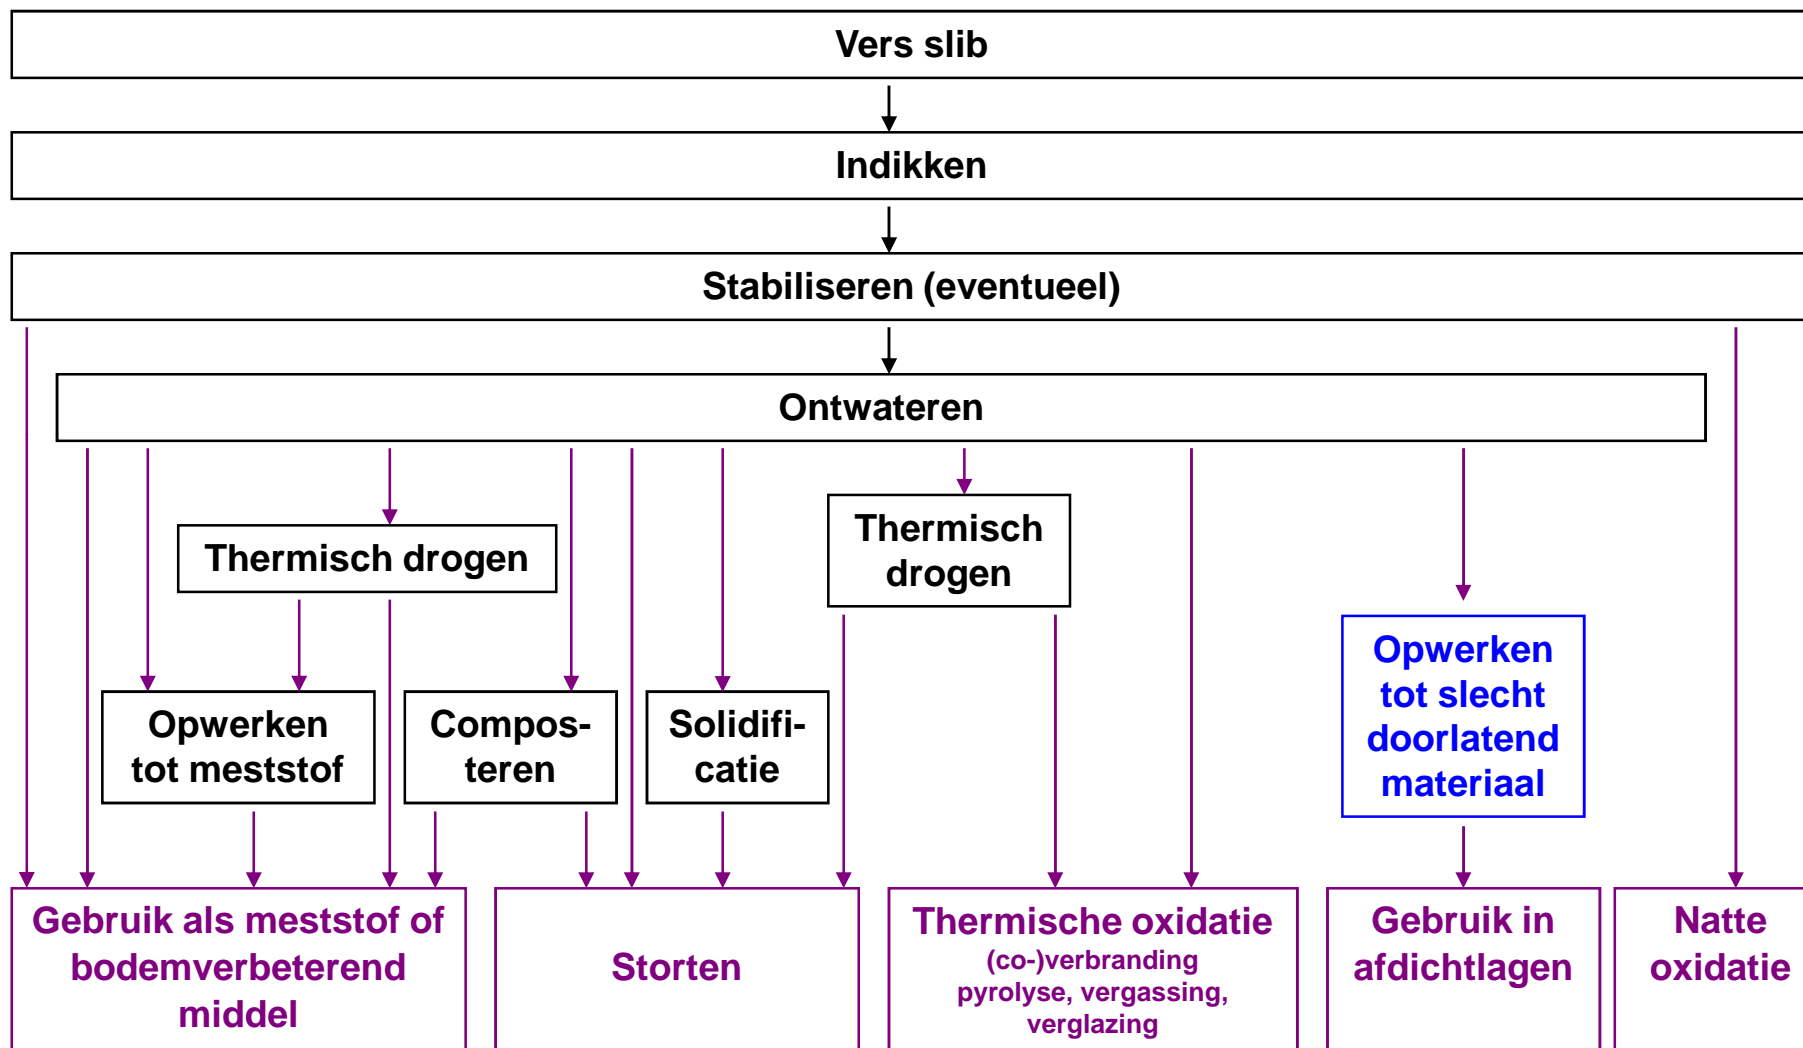 Vers slib
Indikken
Stabiliseren (eventueel)
Ontwateren
Thermisch drogen
Thermisch
drogen
Opwerken
tot meststof
Compos-
teren
Solidifi-
catie
Opwerken
tot slecht
doorlatend
materiaal
Gebruik als meststof of
bodemverbeterend
middel
Storten
Thermische oxidatie
(co-)verbranding
pyrolyse, vergassing,
verglazing
Gebruik in
afdichtlagen
Natte
oxidatie